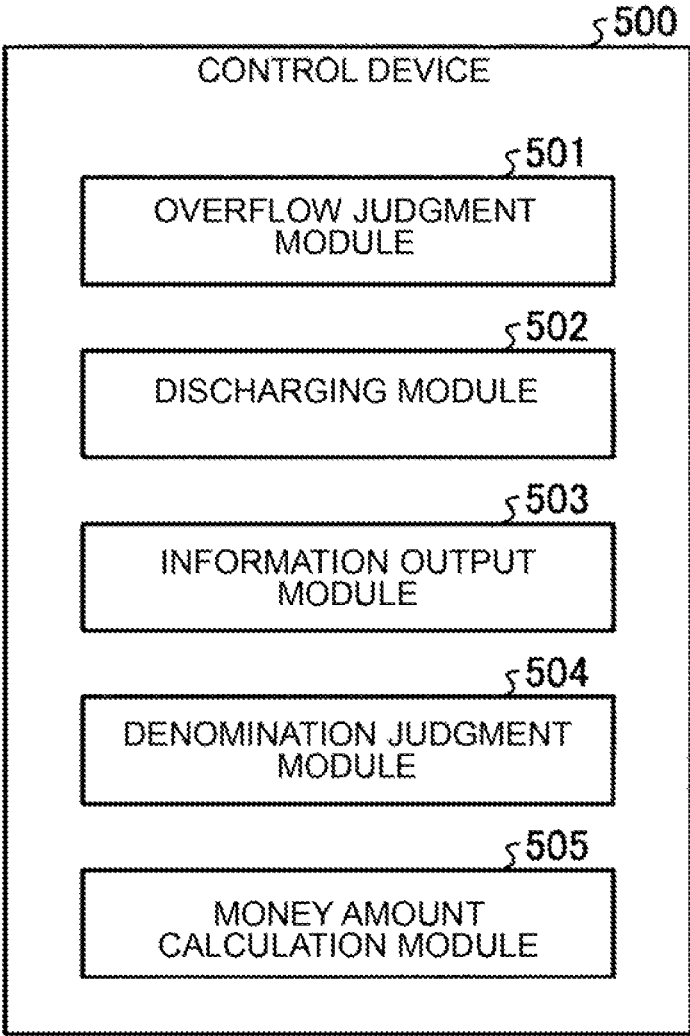 500
CONTROL DEVICE
501
OVERFLOW JUDGMENT
MODULE
502
DISCHARGING MODULE
503
INFORMATION OUTPUT
MODULE
504
DENOMINATION JUDGMENT
MODULE
505
MONEY AMOUNT
CALCULATION MODULE